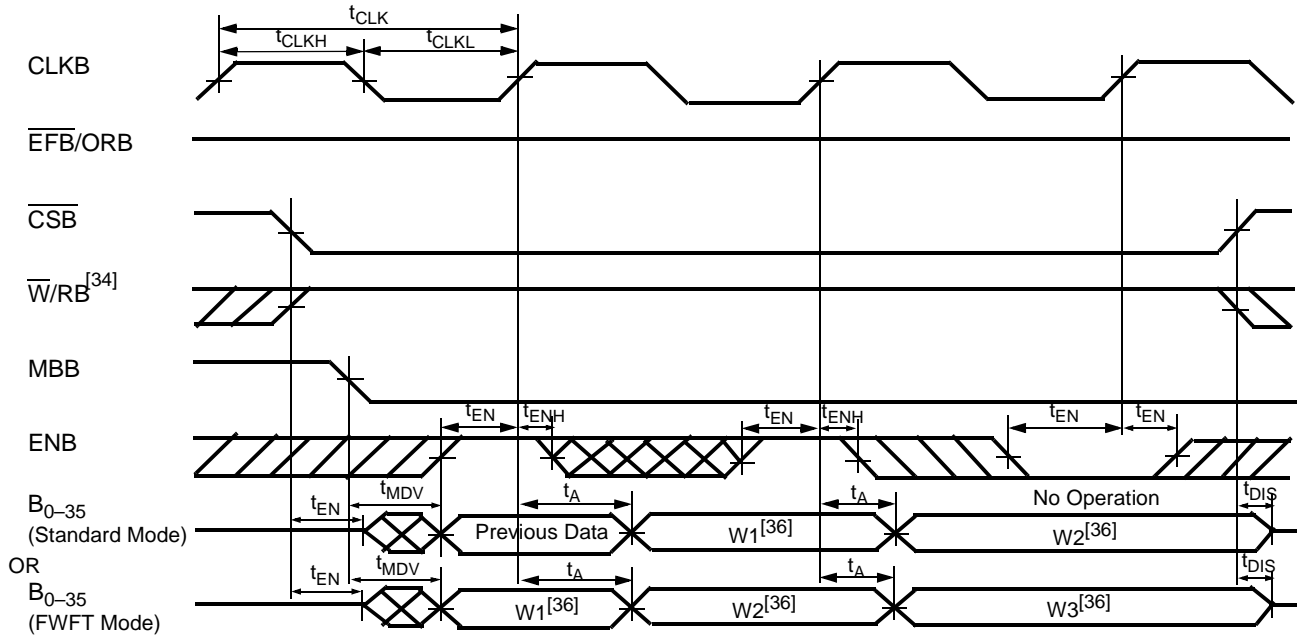 tCLK
tCLKH tCLKL
CLKB
EFB/ORB
CSB
W/RB[34]
MBB
tEN tENH tEN tENH tEN tEN
ENB
tMDV tA tA No Operation tDIS
B0–35 tEN
(Standard Mode) Previous Data W1[36] W2[36]
OR
tEN tMDV tA tA tDIS
B0–35
(FWFT Mode) W1[36] W2[36] W3[36]